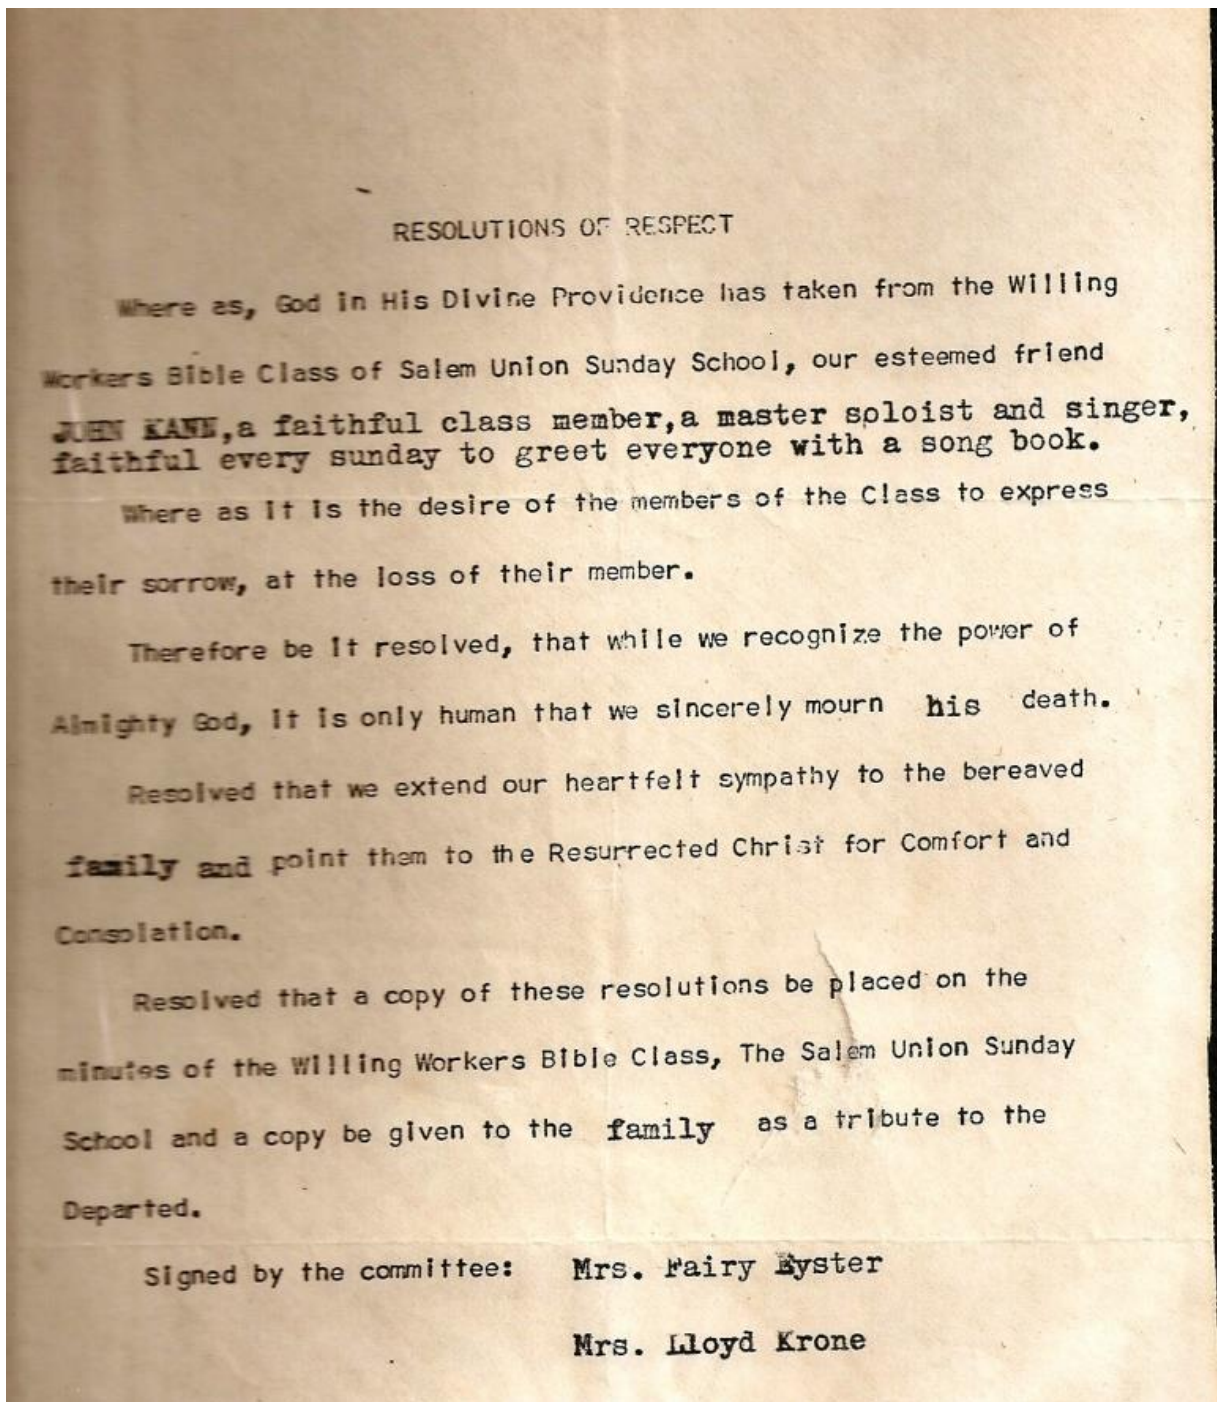 RESOLUTIONS OF RESPECT
Where as, God in His Divine Providence has taken from the Willing
Workers Bible Class of Salem Union Sunday School, our esteemed friend
JOHN KANN,a faithful class member,a master sploist and singer,
faithful every sunday to greet everyone with a song book.
Where as it is the desire of the members of the Class to express
their sorrow, at the loss of their member.
Therefore be it resolved, that while we recognize the power of
Almighty God, it is only human that we sincerely mourn his death.
Resolved that we extend our heartfelt sympathy to the bereaved
family and point them to the Resurrected Christ for Comfort and
Consolation.
Resolved that a copy of these resolutions be placed on the
minutes of the Willing Workers Bible Class, The Salem Union Sunday
School and a copy be given to the family as a tribute to the
Departed.
Signed by the committee: Mrs. Fairy Eyster
Mrs. Lloyd Krone